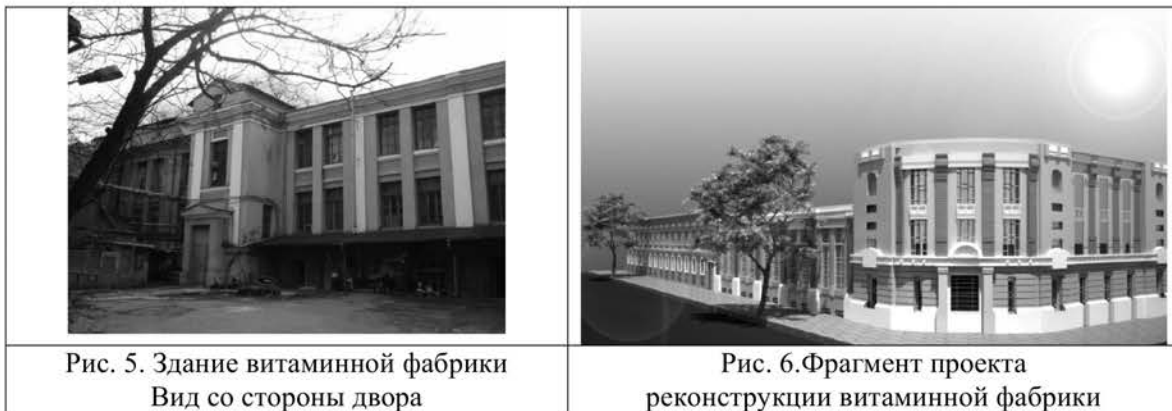 Рис. 5. Здание витаминной фабрики
Вид со стороны двора
Рис. 6.Фрагмент проекта
реконструкции витаминной фабрики